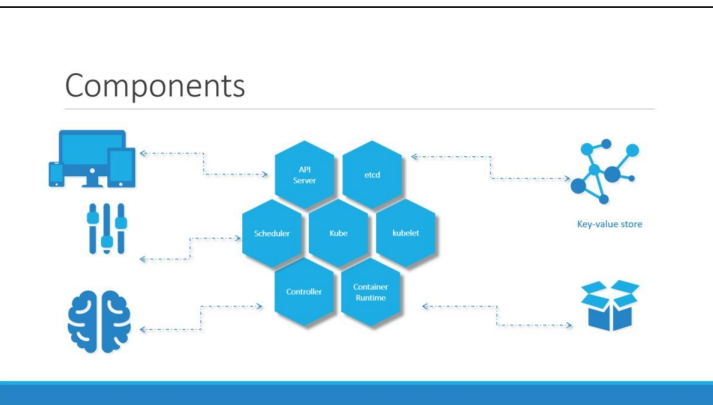 Components
API
Server
etcd
Key-value store
Scheduler
Kube
kubelet
Controller
Container
Runtime